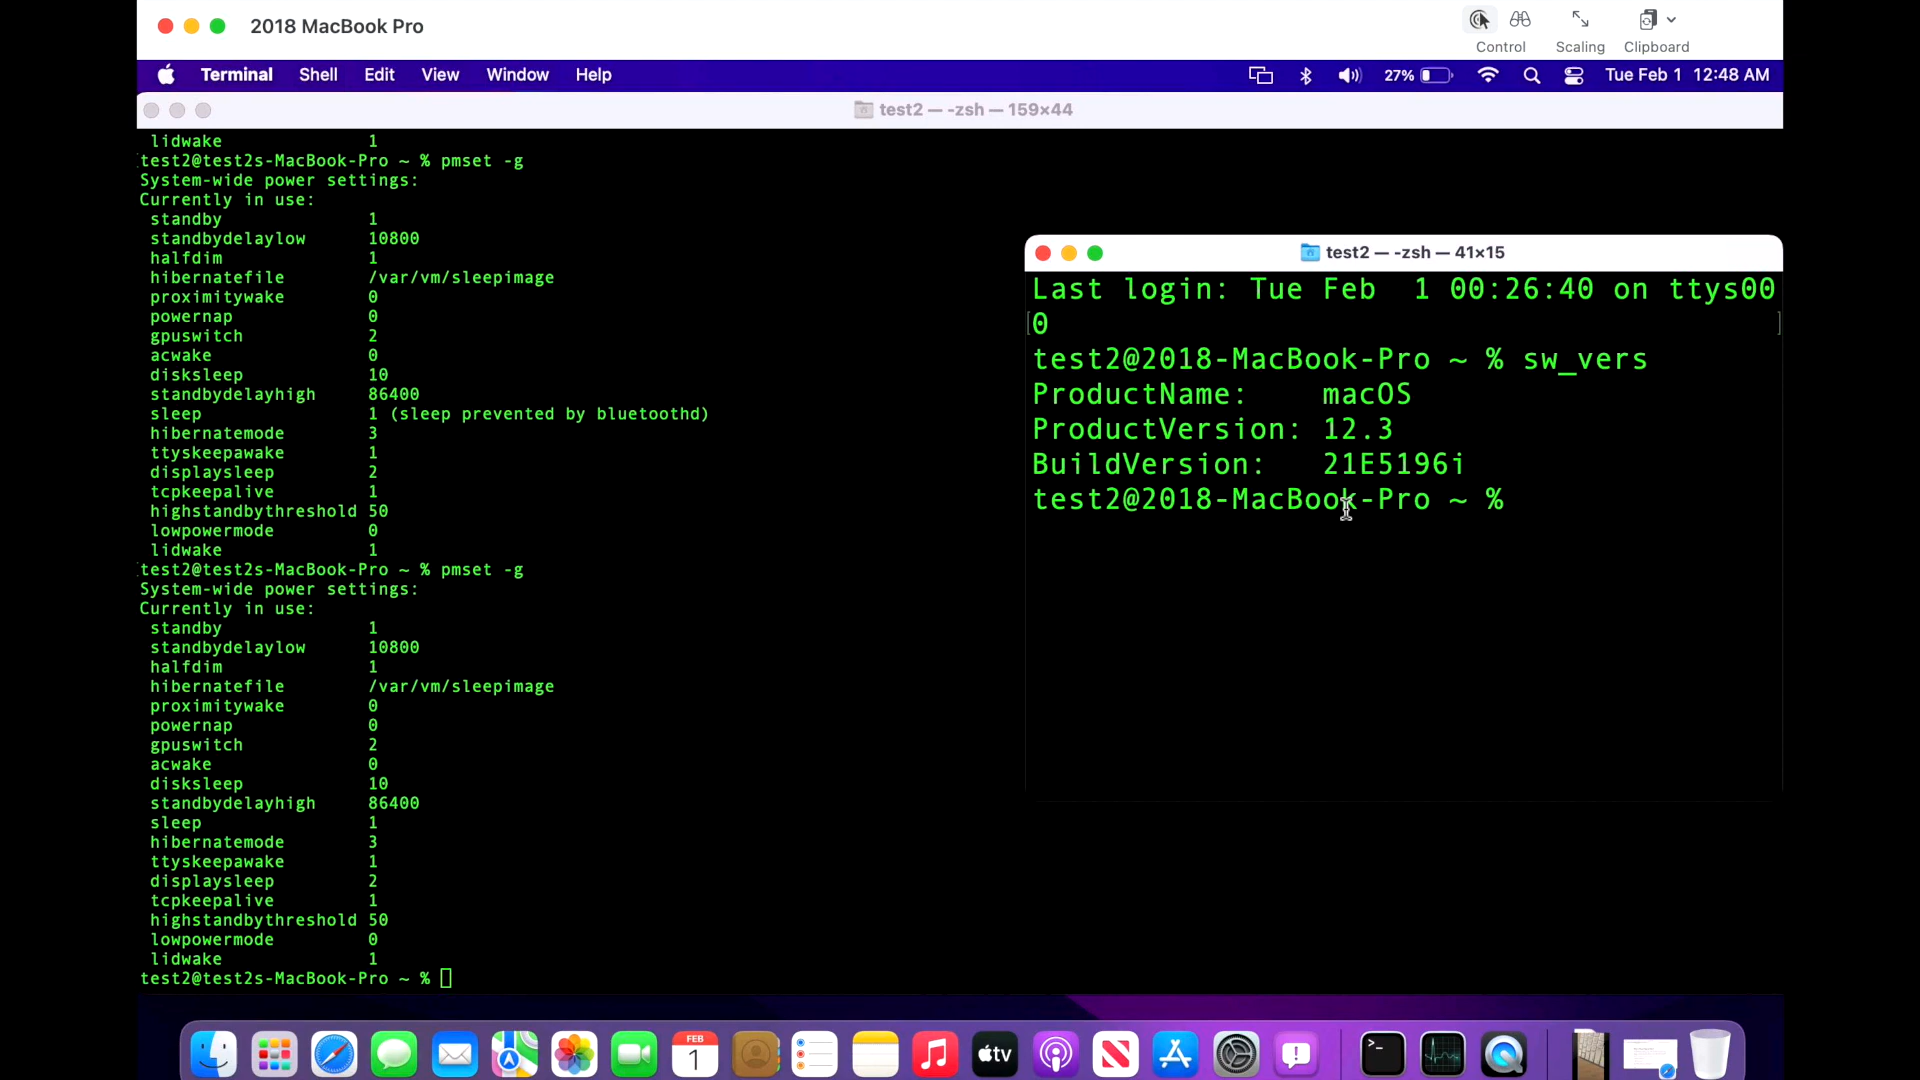 2018 MacBook Pro
Control
Scaling
Clipboard
Terminal Shell Edit View Window Help
27%
Tue Feb 1 12:48 AM
test2 — -zsh — 159×44
lidwake 1
test2@test2s-MacBook-Pro ~ % pmset -g
System-wide power settings:
Currently in use:
standby 1
standbydelaylow 10800
halfdim 1
hibernatefile /var/vm/sleepimage
proximitywake 0
powernap 0
gpuswitch 2
acwake 0
disksleep 10
standbydelayhigh 86400
sleep 1 (sleep prevented by bluetoothd)
hibernatemode 3
ttyskeepawake 1
displaysleep 2
tcpkeepalive 1
highstandbythreshold 50
lowpowermode 0
lidwake 1
test2@test2s-MacBook-Pro ~ % pmset -g
System-wide power settings:
Currently in use:
standby 1
standbydelaylow 10800
halfdim 1
hibernatefile /var/vm/sleepimage
proximitywake 0
powernap 0
gpuswitch 2
acwake 0
disksleep 10
standbydelayhigh 86400
sleep 1
hibernatemode 3
ttyskeepawake 1
displaysleep 2
tcpkeepalive 1
highstandbythreshold 50
lowpowermode 0
lidwake 1
test2@test2s-MacBook-Pro ~ %
test2 — -zsh — 41×15
Last login: Tue Feb  1 00:26:40 on ttys00
0
test2@2018-MacBook-Pro ~ % sw_vers
ProductName: macOS
ProductVersion: 12.3
BuildVersion: 21E5196i
test2@2018-MacBook-Pro ~ %
FEB
1
tv